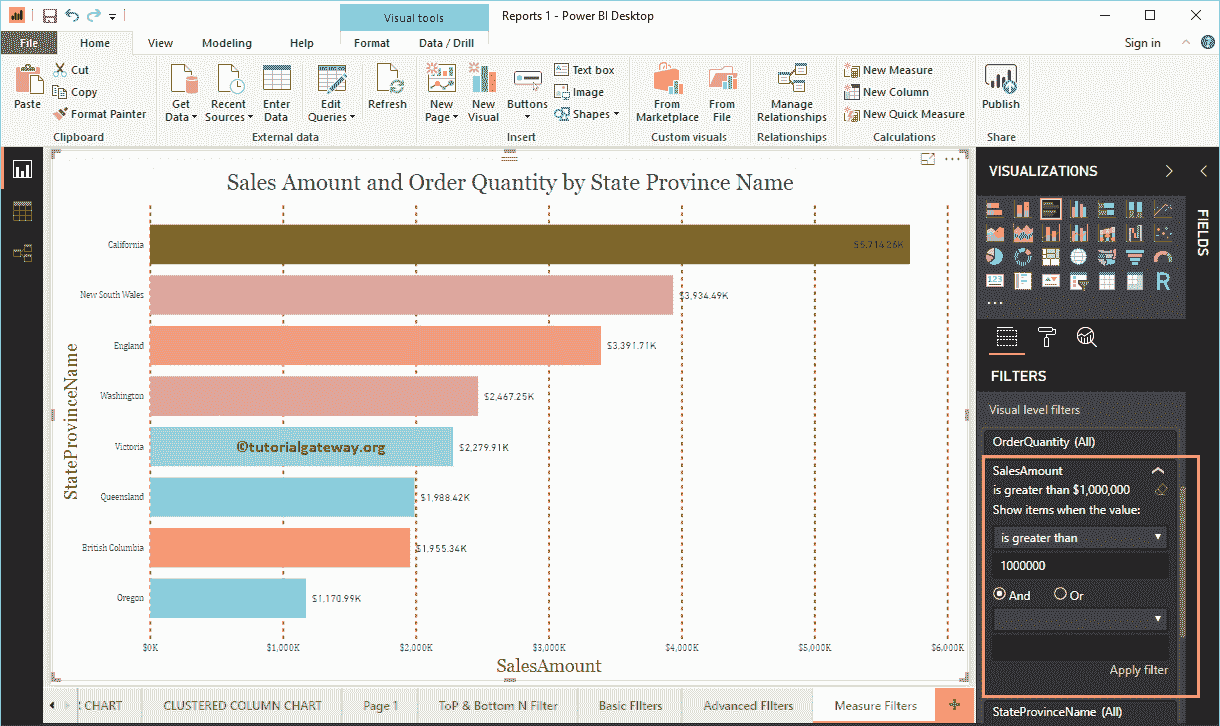 Visual tools
Reports 1 - Power BI Desktop
File
Home
View
Modeling
Help
Format
Data / Drill
Sign in
Paste
Cut
Copy
Format Painter
Clipboard
Get
Data
Recent
Sources
Enter
Data
Edit
Queries
Refresh
External data
New
Page
New
Visual
Buttons
Text box
Image
Shapes
Insert
From
Marketplace
From
File
Custom visuals
Manage
Relationships
Relationships
New Measure
New Column
New Quick Measure
Calculations
Publish
Share
Sales Amount and Order Quantity by State Province Name
StateProvinceName
California
$5,714.26K
New South Wales
$3,934.49K
England
$3,391.71K
Washington
$2,467.25K
Victoria
©tutorialgateway.org
$2,279.91K
Queensland
$1,988.42K
British Columbia
$1,955.34K
Oregon
$1,170.99K
$0K
$1,000K
$2,000K
$3,000K
$4,000K
$5,000K
$6,000K
SalesAmount
VISUALIZATIONS
FIELDS
123
R
FILTERS
Visual level filters
OrderQuantity (All)
SalesAmount
is greater than $1,000,000
Show items when the value:
is greater than
1000000
And
Or
Apply filter
StateProvinceName (All)
CHART
CLUSTERED COLUMN CHART
Page 1
ToP & Bottom N Filter
Basic FIlters
Advanced FIlters
Measure Filters